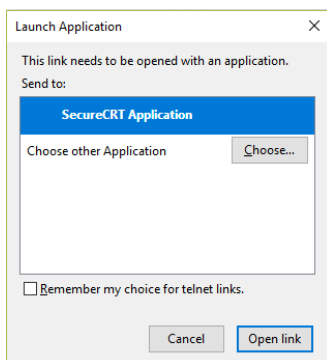 Launch Application
This link needs to be opened with an application.
Send to:
SecureCRT Application
Choose other Application
Choose...
Remember my choice for telnet links.
Cancel
Open link